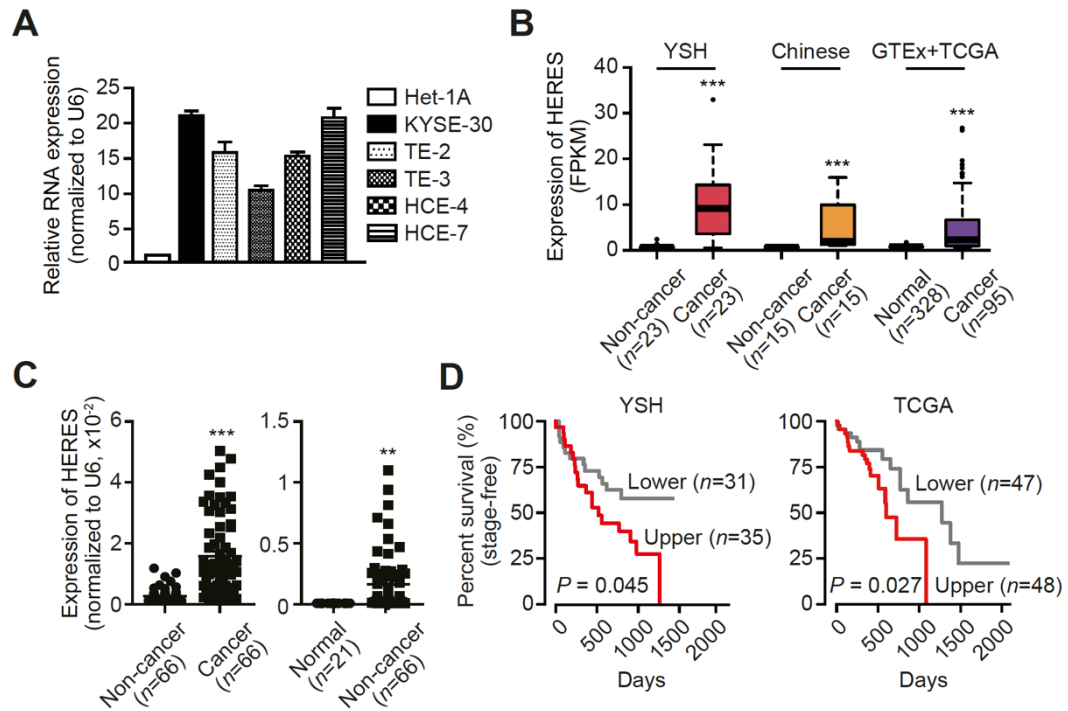 A
Relative RNA expression
(normalized to U6)
25
20
15
10
5
0
Het-1A
KYSE-30
TE-2
TE-3
HCE-4
HCE-7
B
YSH
Chinese
GTEx+TCGA
Expression of HERES
(FPKM)
40
30
20
10
0
***
***
***
Non-cancer
(n=23)
Cancer
(n=23)
Non-cancer
(n=15)
Cancer
(n=15)
Normal
(n=328)
Cancer
(n=95)
C
Expression of HERES
(normalized to U6, x10-2)
6
4
2
0
***
Non-cancer
(n=66)
Cancer
(n=66)
1.5
1
0.5
0
**
Normal
(n=21)
Non-cancer
(n=66)
D
YSH
Percent survival (%)
(stage-free)
100
75
50
25
0
Lower (n=31)
Upper (n=35)
P = 0.045
0
500
1000
1500
2000
Days
TCGA
100
75
50
25
0
Lower (n=47)
P = 0.027
Upper (n=48)
0
500
1000
1500
2000
Days